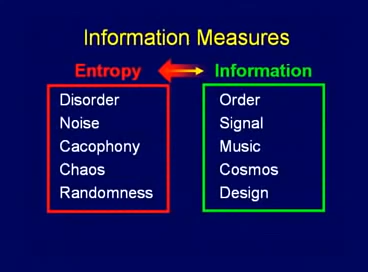 Information Measures
Entropy Information
Disorder
Noise
Cacophony
Chaos
Randomness
Order
Signal
Music
Cosmos
Design